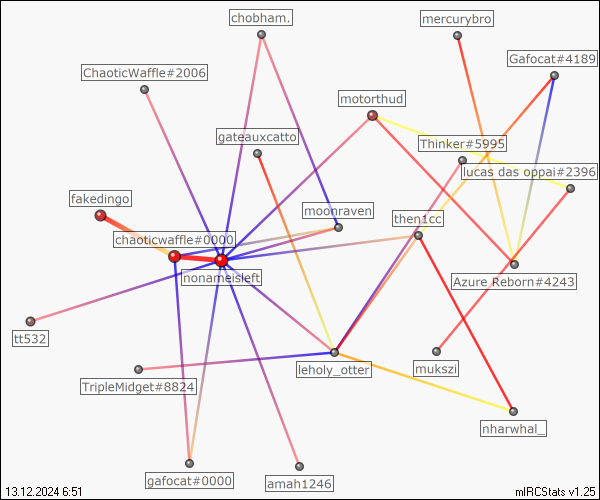 chobham.
mercurybro
Gafocat#4189
ChaoticWaffle#2006
motorthud
gateauxcatto
Thinker#5995
lucas das oppai#2396
fakedingo
moonraven
then1cc
chaoticwaffle#0000
nonameisleft
Azure Reborn#4243
tt532
leholy_otter
mukszi
TripleMidget#8824
nharwhal_
gafocat#0000
amah1246
13.12.2024 6:51
mIRCStats v1.25